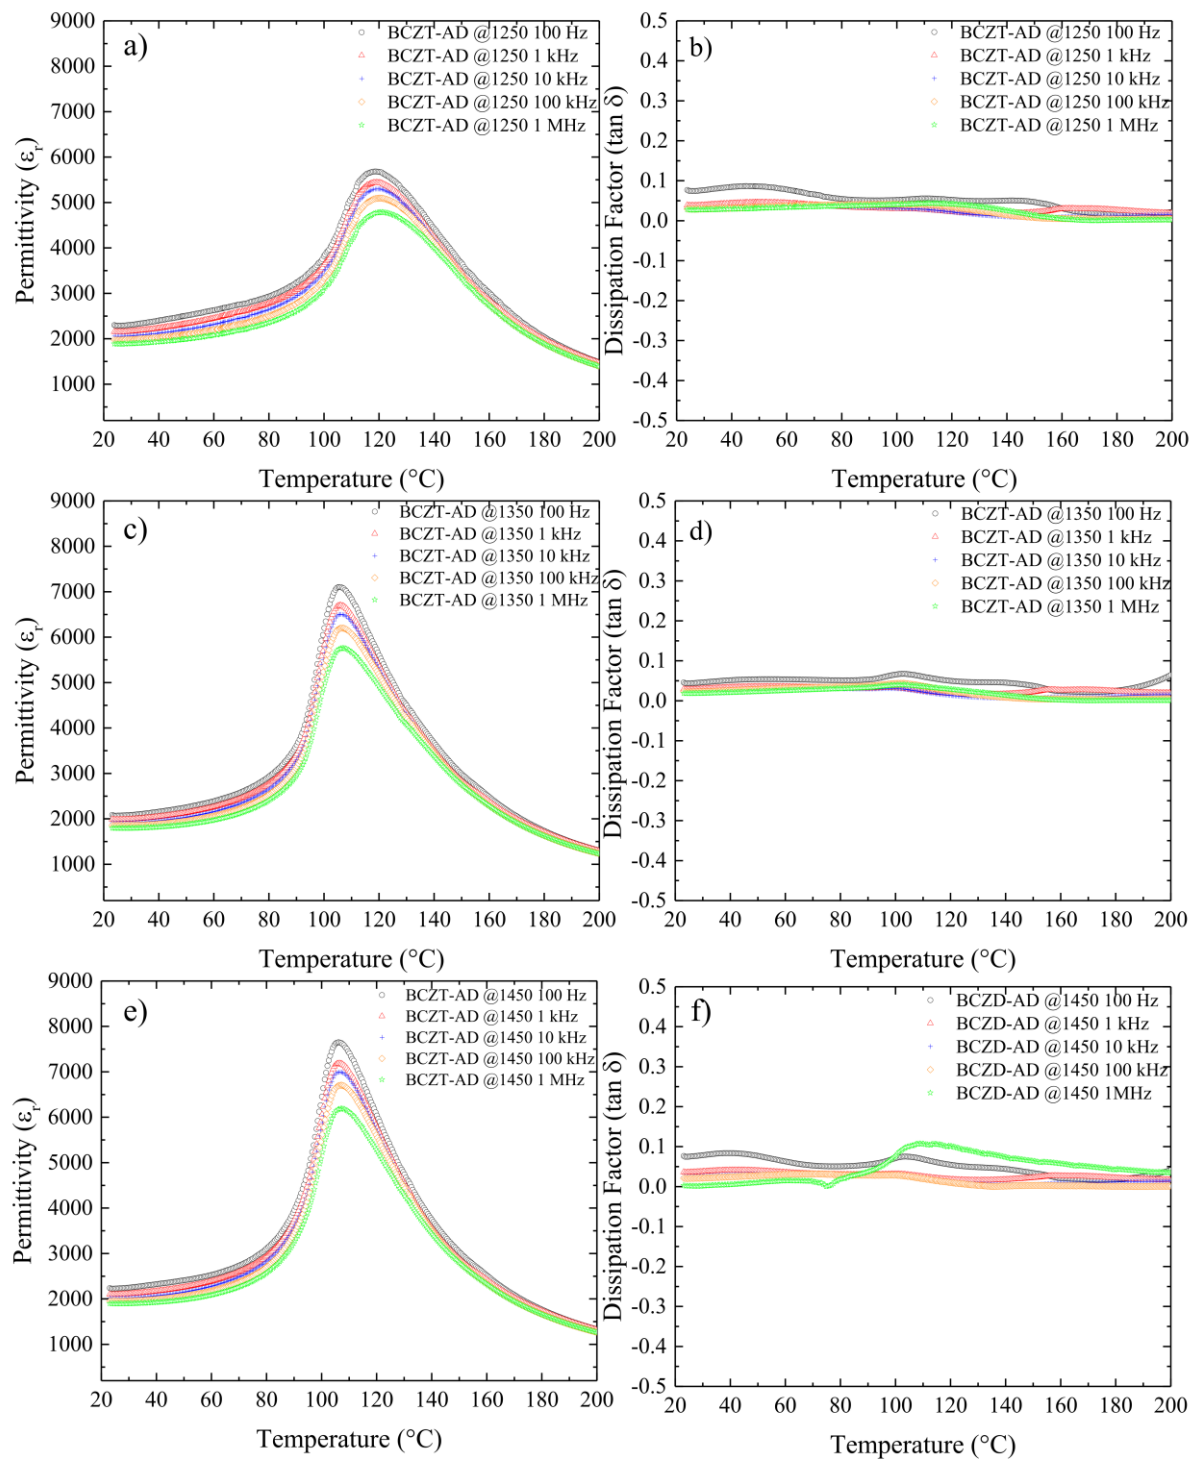 a)
BCZT-AD @1250 100 Hz
BCZT-AD @1250 1 kHz
BCZT-AD @1250 10 kHz
BCZT-AD @1250 100 kHz
BCZT-AD @1250 1 MHz
Permittivity (εr)
9000
8000
7000
6000
5000
4000
3000
2000
1000
20 40 60 80 100 120 140 160 180 200
Temperature (°C)
b)
BCZT-AD @1250 100 Hz
BCZT-AD @1250 1 kHz
BCZT-AD @1250 10 kHz
BCZT-AD @1250 100 kHz
BCZT-AD @1250 1 MHz
Dissipation Factor (tan δ)
0.5
0.4
0.3
0.2
0.1
0.0
-0.1
-0.2
-0.3
-0.4
-0.5
20 40 60 80 100 120 140 160 180 200
Temperature (°C)
c)
BCZT-AD @1350 100 Hz
BCZT-AD @1350 1 kHz
BCZT-AD @1350 10 kHz
BCZT-AD @1350 100 kHz
BCZT-AD @1350 1 MHz
Permittivity (εr)
9000
8000
7000
6000
5000
4000
3000
2000
1000
20 40 60 80 100 120 140 160 180 200
Temperature (°C)
d)
BCZT-AD @1350 100 Hz
BCZT-AD @1350 1 kHz
BCZT-AD @1350 10 kHz
BCZT-AD @1350 100 kHz
BCZT-AD @1350 1 MHz
Dissipation Factor (tan δ)
0.5
0.4
0.3
0.2
0.1
0.0
-0.1
-0.2
-0.3
-0.4
-0.5
20 40 60 80 100 120 140 160 180 200
Temperature (°C)
e)
BCZT-AD @1450 100 Hz
BCZT-AD @1450 1 kHz
BCZT-AD @1450 10 kHz
BCZT-AD @1450 100 kHz
BCZT-AD @1450 1 MHz
Permittivity (εr)
9000
8000
7000
6000
5000
4000
3000
2000
1000
20 40 60 80 100 120 140 160 180 200
Temperature (°C)
f)
BCZD-AD @1450 100 Hz
BCZD-AD @1450 1 kHz
BCZD-AD @1450 10 kHz
BCZD-AD @1450 100 kHz
BCZD-AD @1450 1MHz
Dissipation Factor (tan δ)
0.5
0.4
0.3
0.2
0.1
0.0
-0.1
-0.2
-0.3
-0.4
-0.5
20 40 60 80 100 120 140 160 180 200
Temperature (°C)